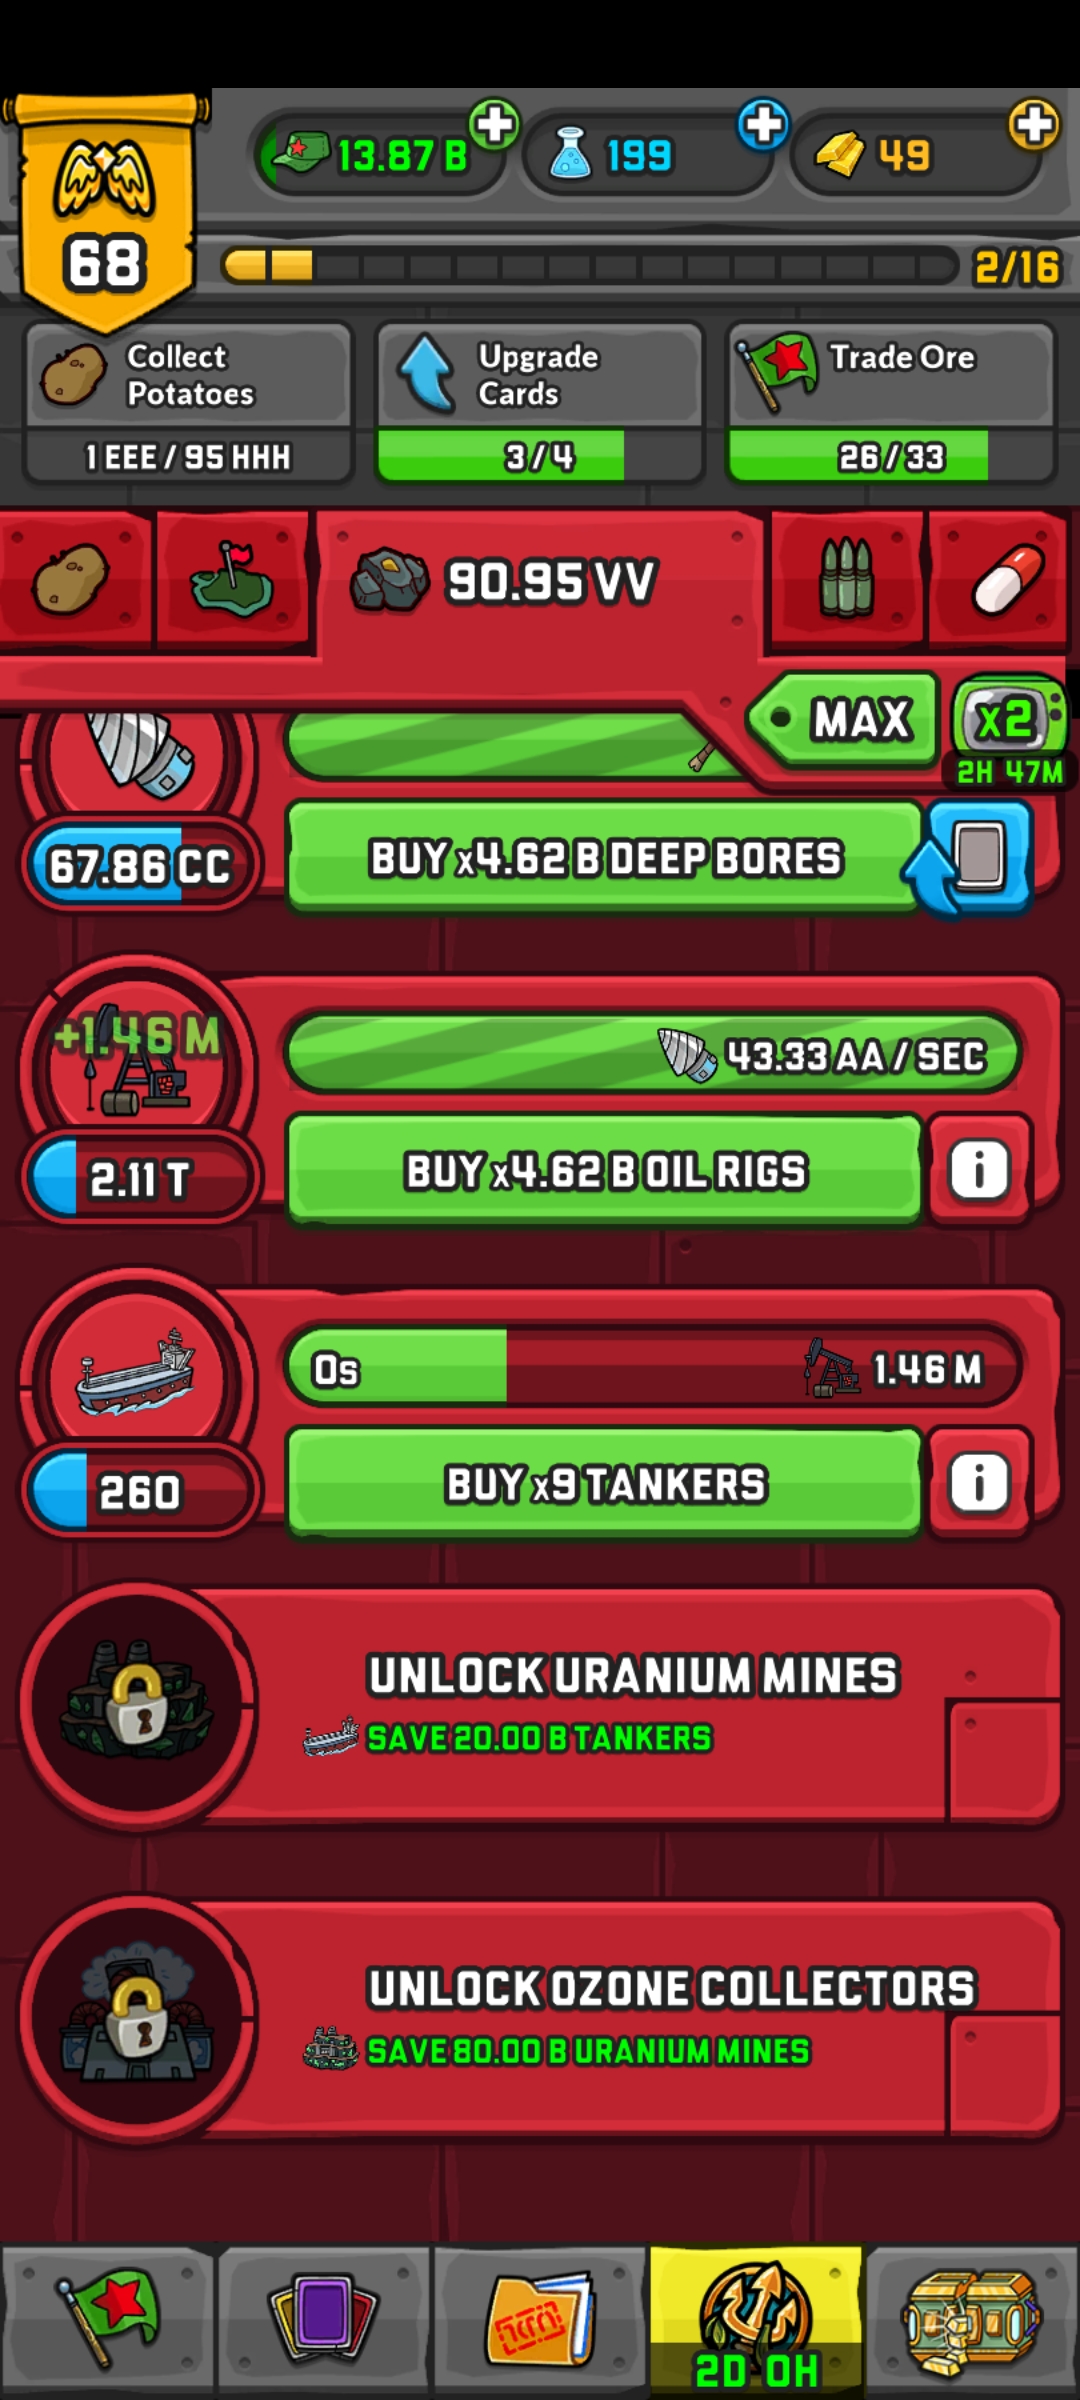 68
13.87 B
199
49
2/16
Collect
Potatoes
1 EEE / 95 HHH
Upgrade
Cards
3 / 4
Trade Ore
26 / 33
90.95 VV
MAX
X2
2H 47M
67.86 CC
BUY x4.62 B DEEP BORES
+1.46 M
43.33 AA / SEC
2.11 T
BUY x4.62 B OIL RIGS
i
0s
1.46 M
260
BUY x9 TANKERS
i
UNLOCK URANIUM MINES
SAVE 20.00 B TANKERS
UNLOCK OZONE COLLECTORS
SAVE 80.00 B URANIUM MINES
2D 0H